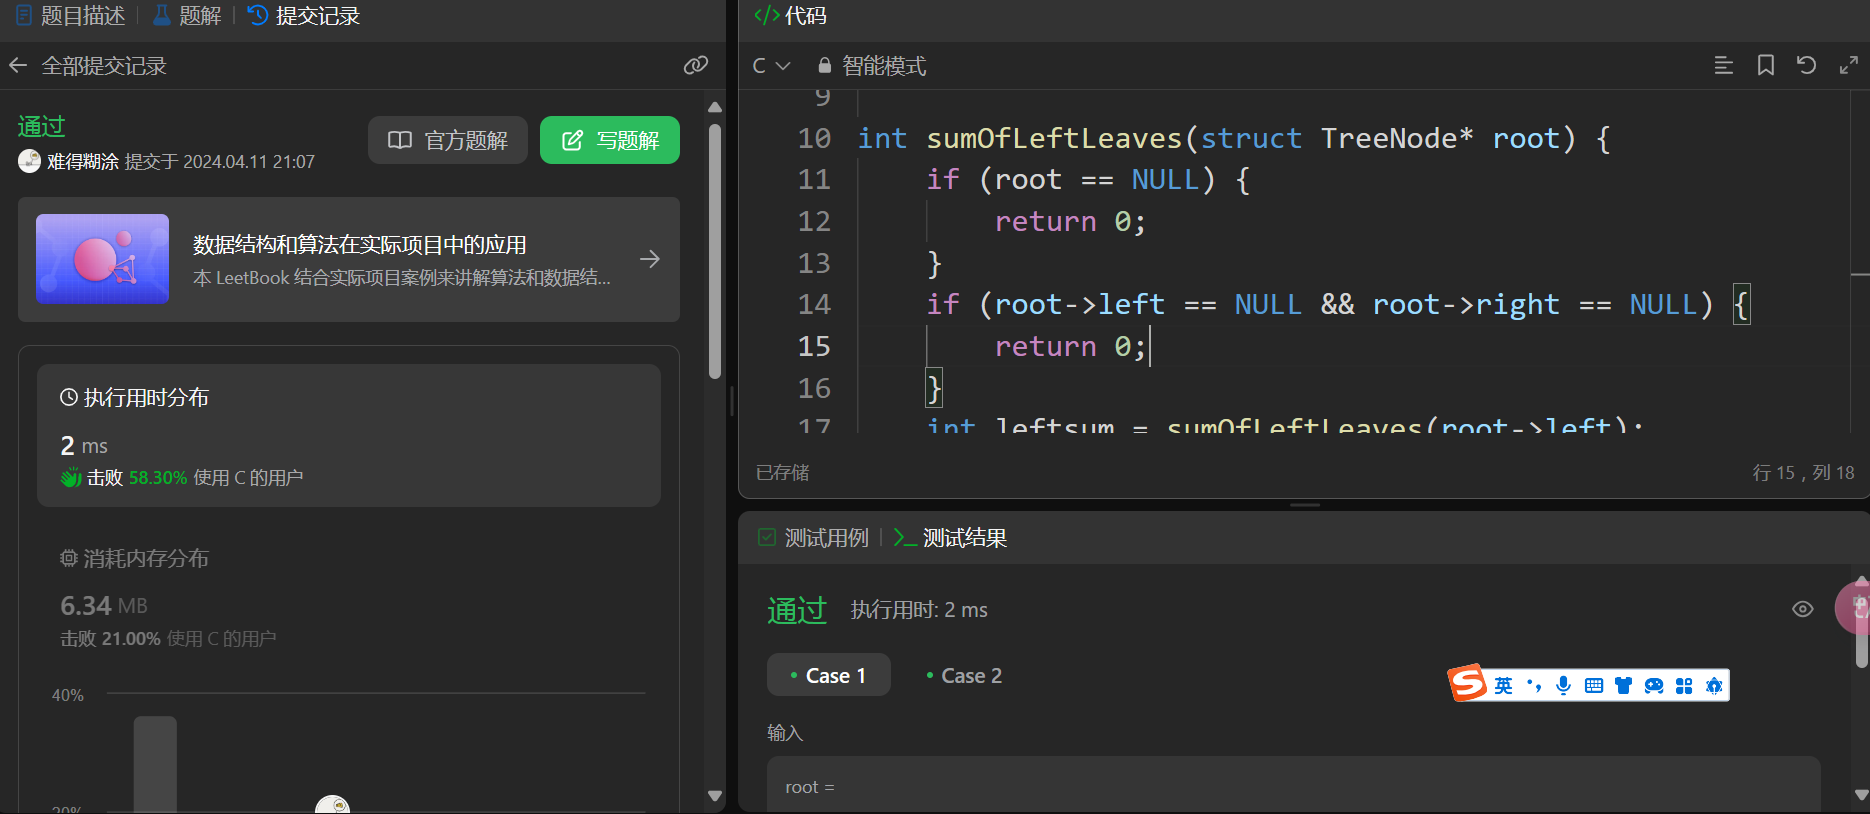 题目描述 | 题解 | 提交记录
全部提交记录
通过
难得糊涂 提交于 2024.04.11 21:07
官方题解
写题解
数据结构和算法在实际项目中的应用
本 LeetBook 结合实际项目案例来讲解算法和数据结...
执行用时分布
2 ms
击败 58.30% 使用 C 的用户
消耗内存分布
6.34 MB
击败 21.00% 使用 C 的用户
40%
20%
</> 代码
C 智能模式
9
10 int sumOfLeftLeaves(struct TreeNode* root) {
11     if (root == NULL) {
12         return 0;
13     }
14     if (root->left == NULL && root->right == NULL) {
15         return 0;
16     }
17     int leftsum = sumOfLeftLeaves(root->left);
已存储
行 15 , 列 18
测试用例 | >_ 测试结果
通过 执行用时: 2 ms
• Case 1
• Case 2
S 英
输入
root =